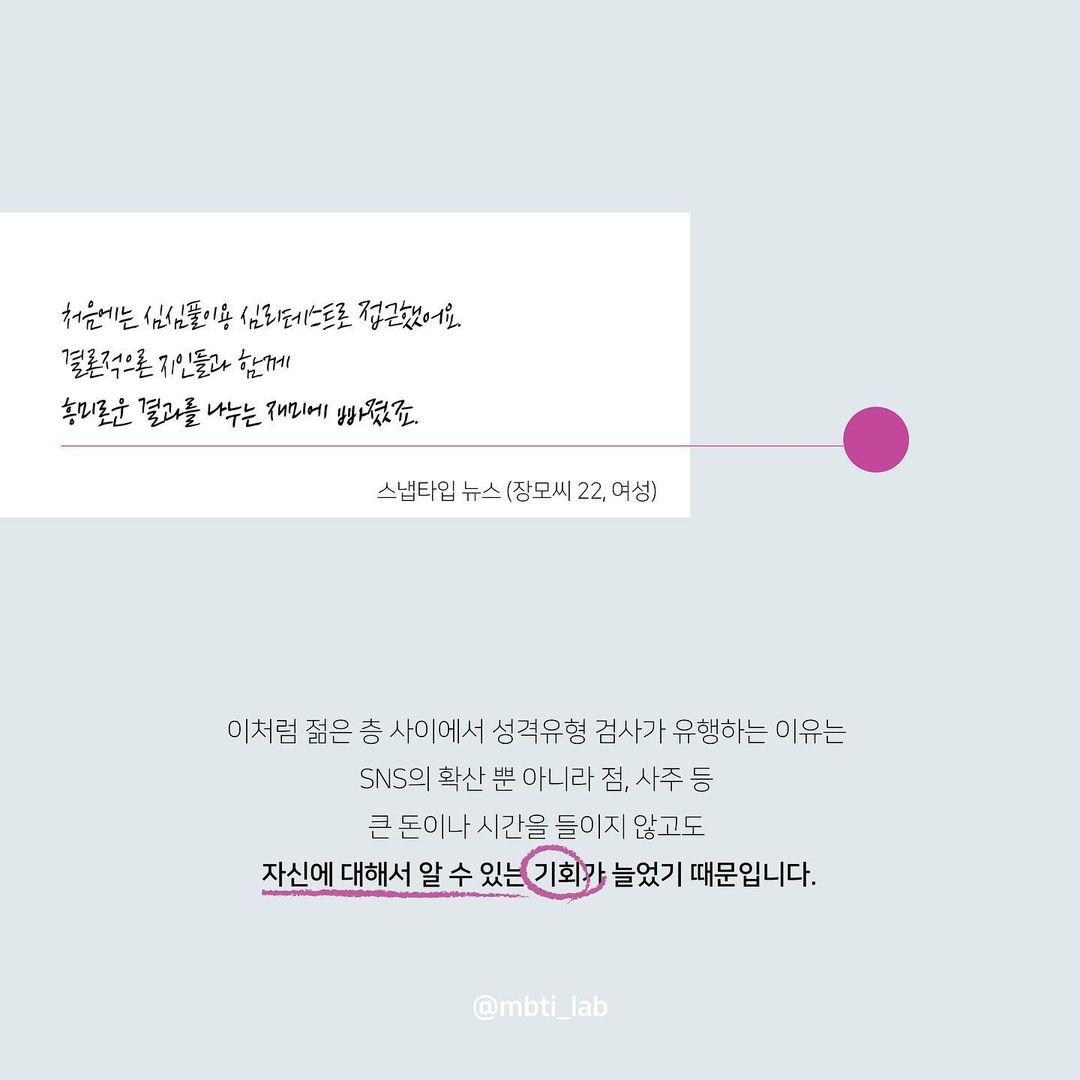 처음에는 심심풀이용 심리테스트로 접근했어요.
결론적으론 지인들과 함께
흥미로운 결과를 나누는 재미에 빠졌죠.
스냅타임 뉴스 (장모씨 22, 여성)
이처럼 젊은 층 사이에서 성격유형 검사가 유행하는 이유는
SNS의 확산 뿐 아니라 점, 사주 등
큰 돈이나 시간을 들이지 않고도
자신에 대해서 알 수 있는 기회가 늘었기 때문입니다.
@mbti_lab